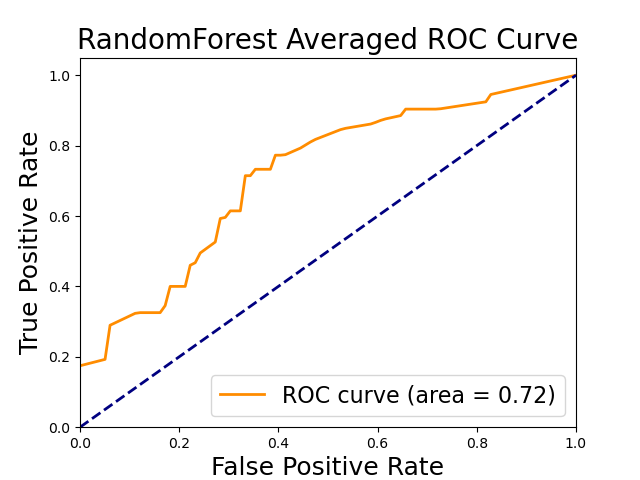 RandomForest Averaged ROC Curve
True Positive Rate
1.0
0.8
0.6
0.4
0.2
0.0
ROC curve (area = 0.72)
0.0 0.2 0.4 0.6 0.8 1.0
False Positive Rate